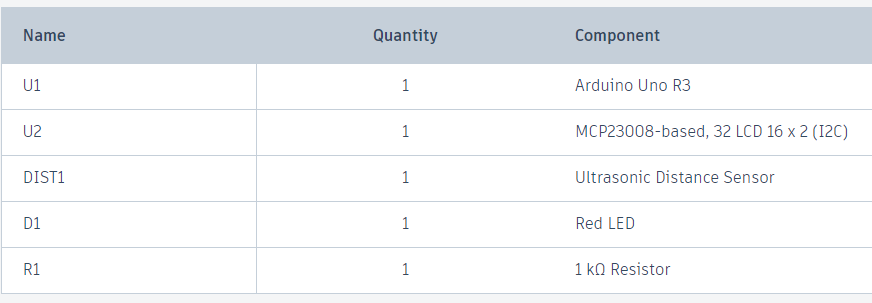 Name Quantity Component
U1 1 Arduino Uno R3
U2 1 MCP23008-based, 32 LCD 16 x 2 (I2C)
DIST1 1 Ultrasonic Distance Sensor
D1 1 Red LED
R1 1 1 kΩ Resistor